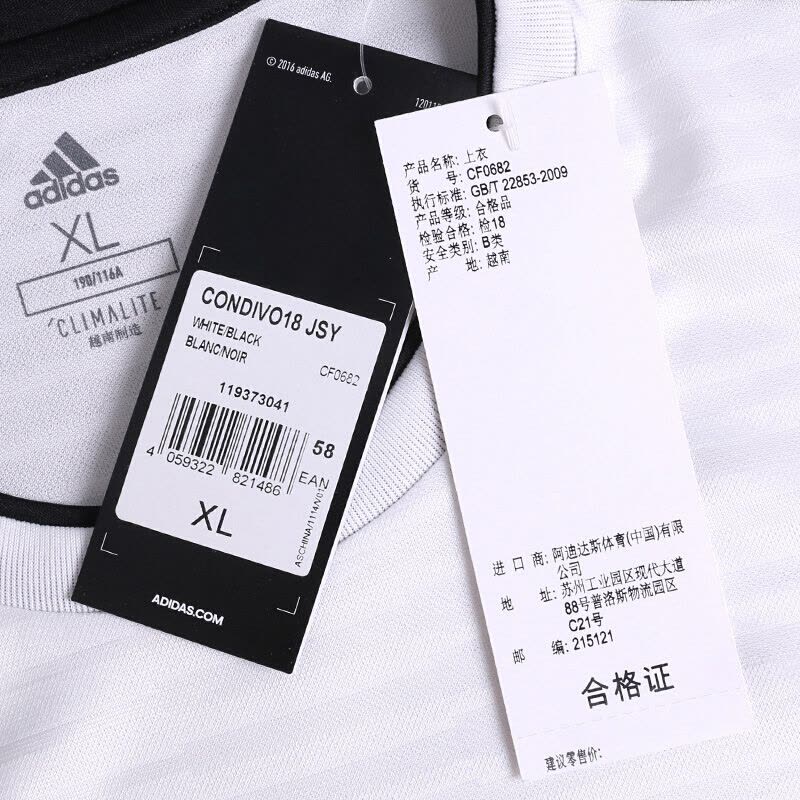 adidas
XL
190/116A
CLIMALITE
越南制造
© 2016 adidas AG.
CONDIVO18 JSY
WHITE/BLACK
BLANC/NOIR
CF0682
119373041
58
4 059322 821486
EAN
XL
ASCHINA/1114/V01
ADIDAS.COM
产品名称: 上衣
货 号: CF0682
执行标准: GB/T 22853-2009
产品等级: 合格品
检验合格: 检18
安全类别: B类
产 地: 越南
进 口 商: 阿迪达斯体育(中国)有限
公司
地 址: 苏州工业园区现代大道
88号普洛斯物流园区
C21号
邮 编: 215121
合格证
建议零售价: